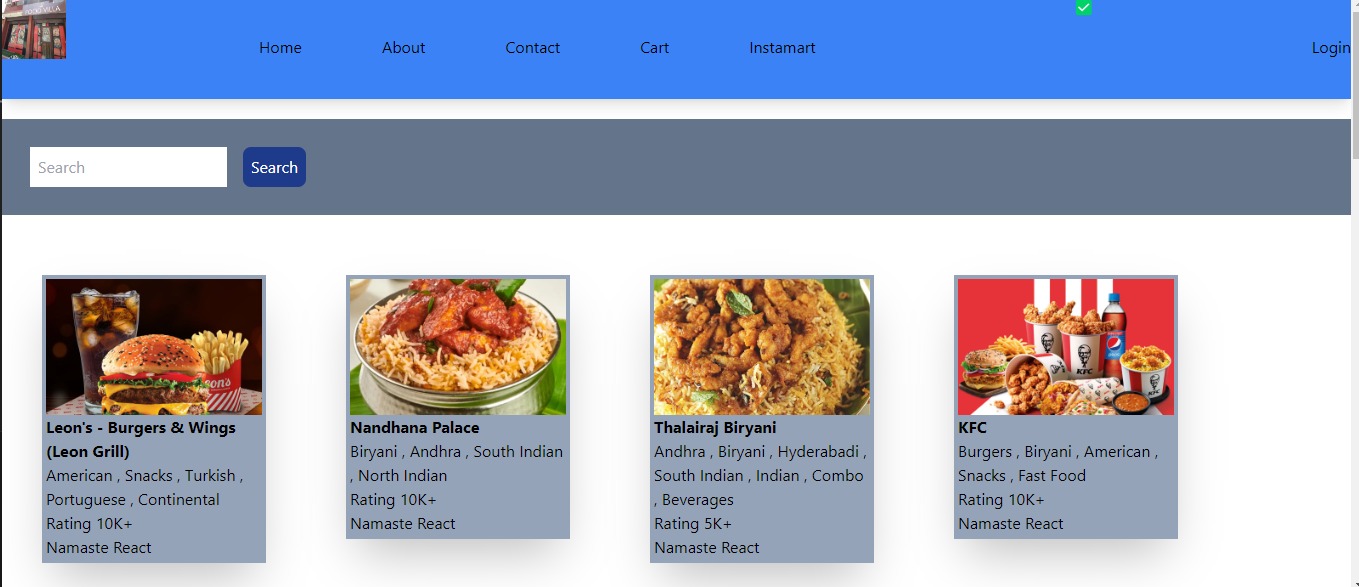 Home About Contact Cart Instamart Login
Search Search
Leon's - Burgers & Wings
(Leon Grill)
American , Snacks , Turkish ,
Portuguese , Continental
Rating 10K+
Namaste React
Nandhana Palace
Biryani , Andhra , South Indian
, North Indian
Rating 10K+
Namaste React
Thalairaj Biryani
Andhra , Biryani , Hyderabadi ,
South Indian , Indian , Combo
, Beverages
Rating 5K+
Namaste React
KFC
Burgers , Biryani , American ,
Snacks , Fast Food
Rating 10K+
Namaste React
KFC
KFC